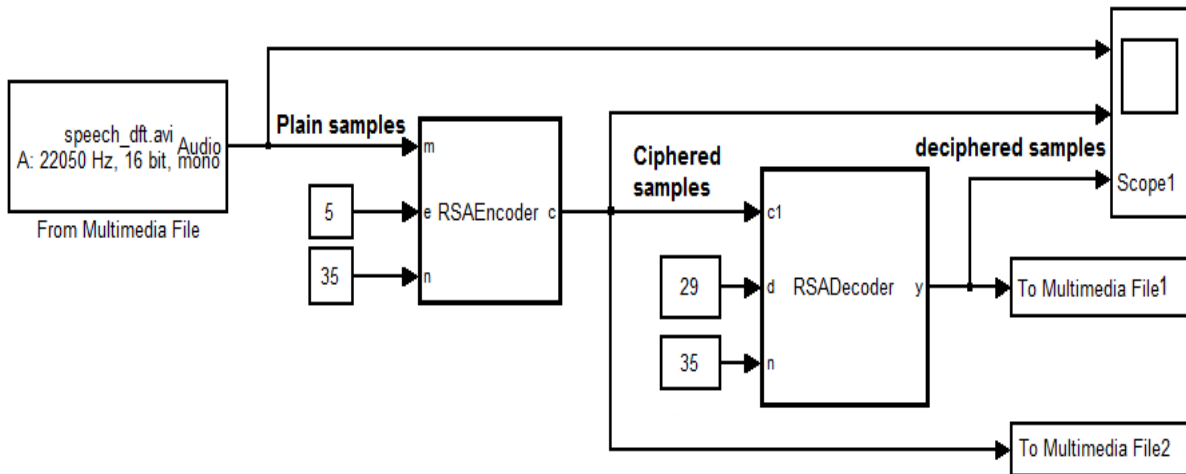 speech_dft.avi
Audio
A: 22050 Hz, 16 bit, mono
From Multimedia File
Plain samples
m
5
e
RSAEncoder
c
35
n
Ciphered
samples
c1
29
d
RSADecoder
y
35
n
deciphered samples
Scope1
To Multimedia File1
To Multimedia File2